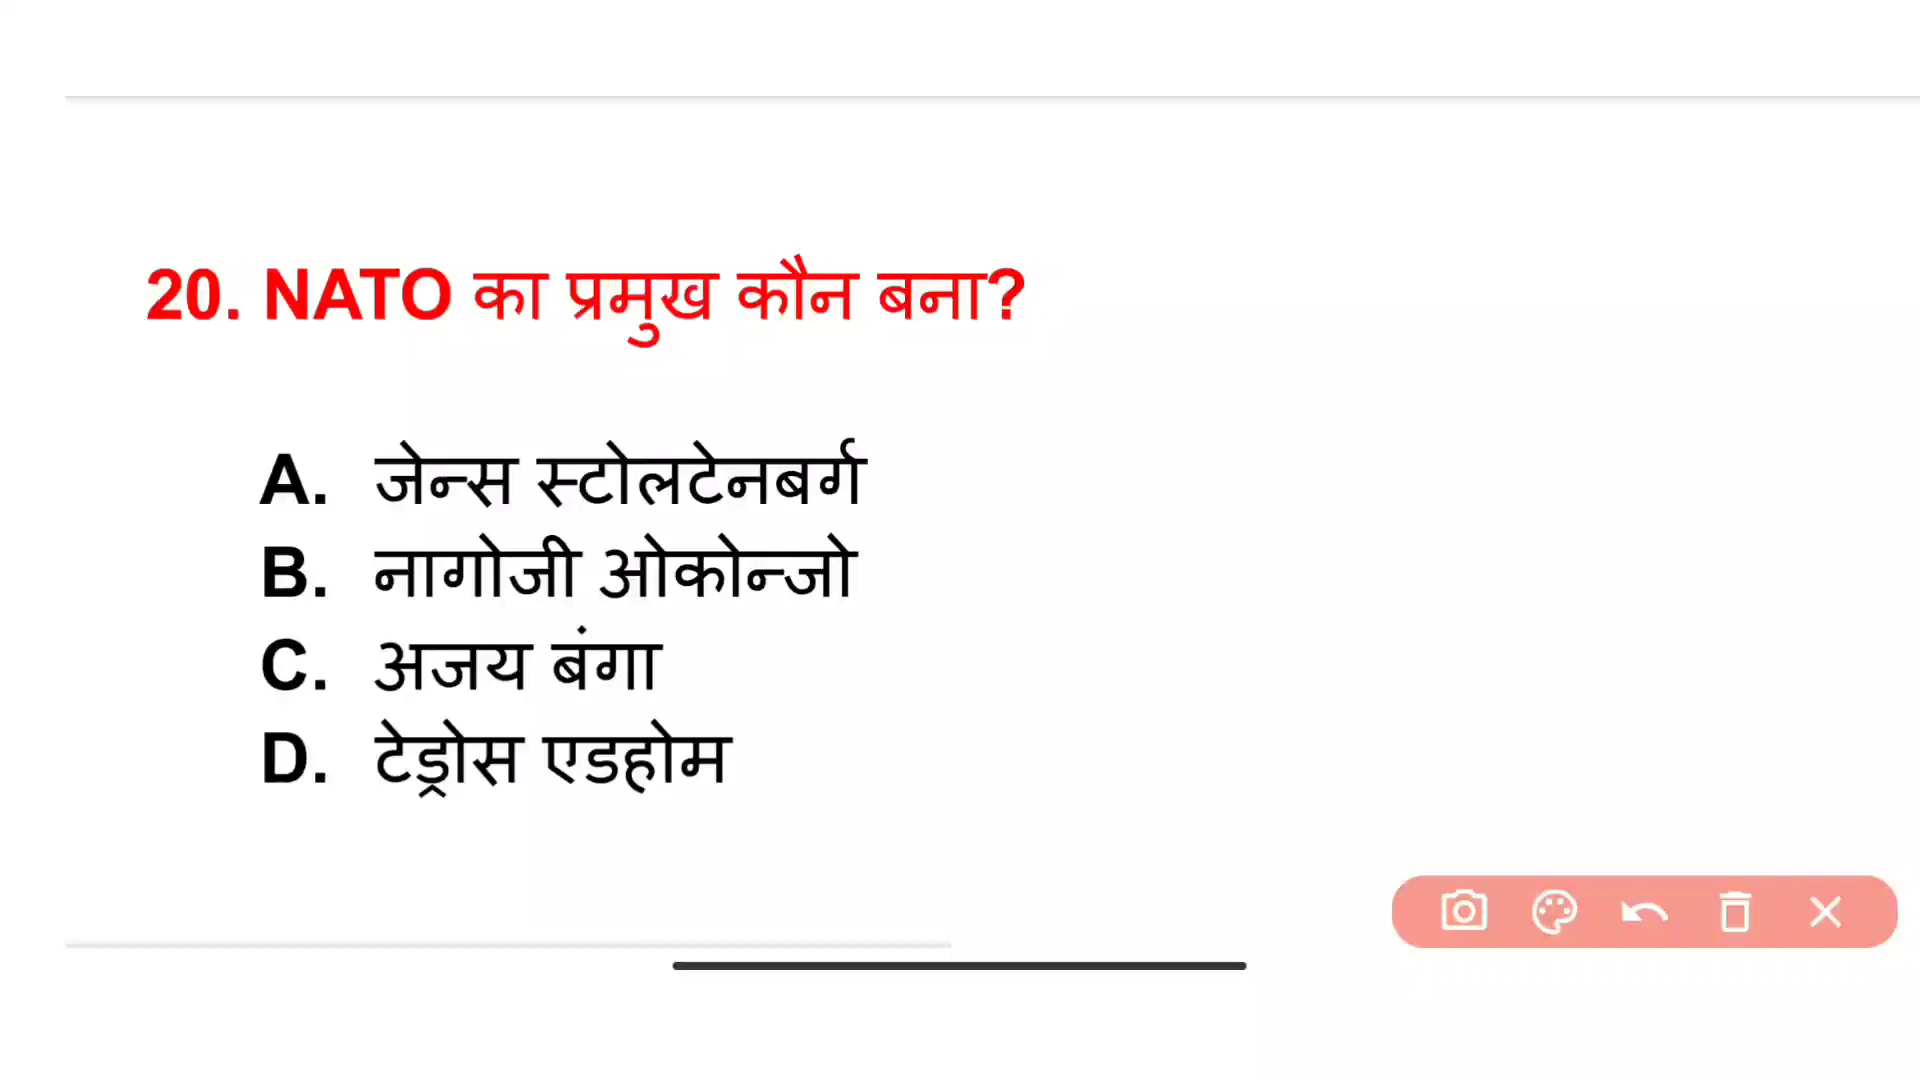 20. NATO का प्रमुख कौन बना?
A. जेन्स स्टोलटेनबर्ग
B. नागोजी ओकोन्जो
C. अजय बंगा
D. टेड्रोस एडहोम